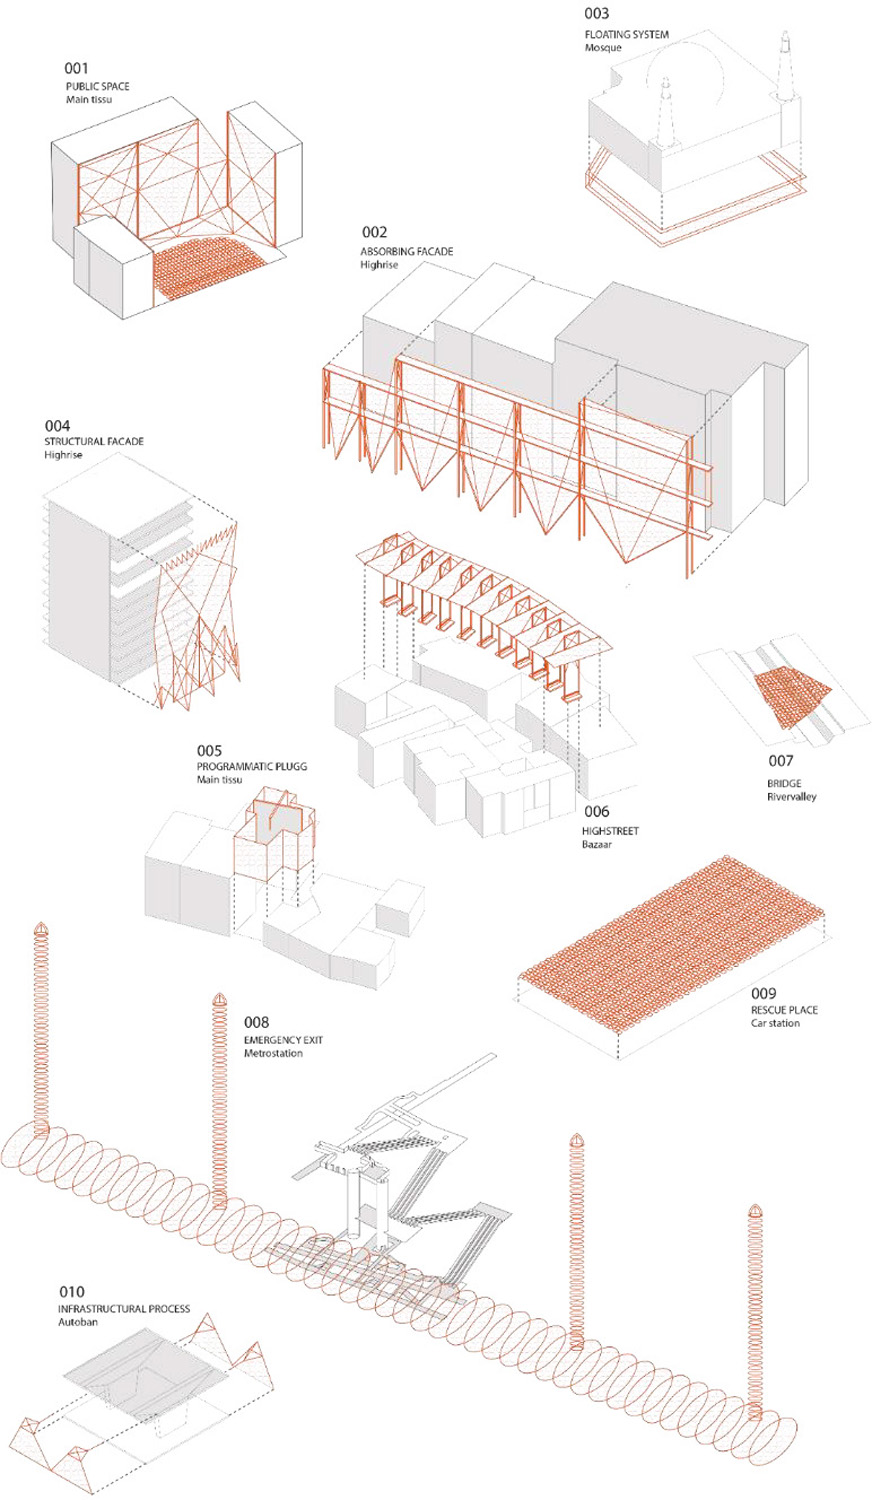 001
PUBLIC SPACE
Main tissu
002
ABSORBING FACADE
Highrise
003
FLOATING SYSTEM
Mosque
004
STRUCTURAL FACADE
Highrise
005
PROGRAMMATIC PLUGG
Main tissu
006
HIGHSTREET
Bazaar
007
BRIDGE
Rivervalley
008
EMERGENCY EXIT
Metrostation
009
RESCUE PLACE
Car station
010
INFRASTRUCTURAL PROCESS
Autoban